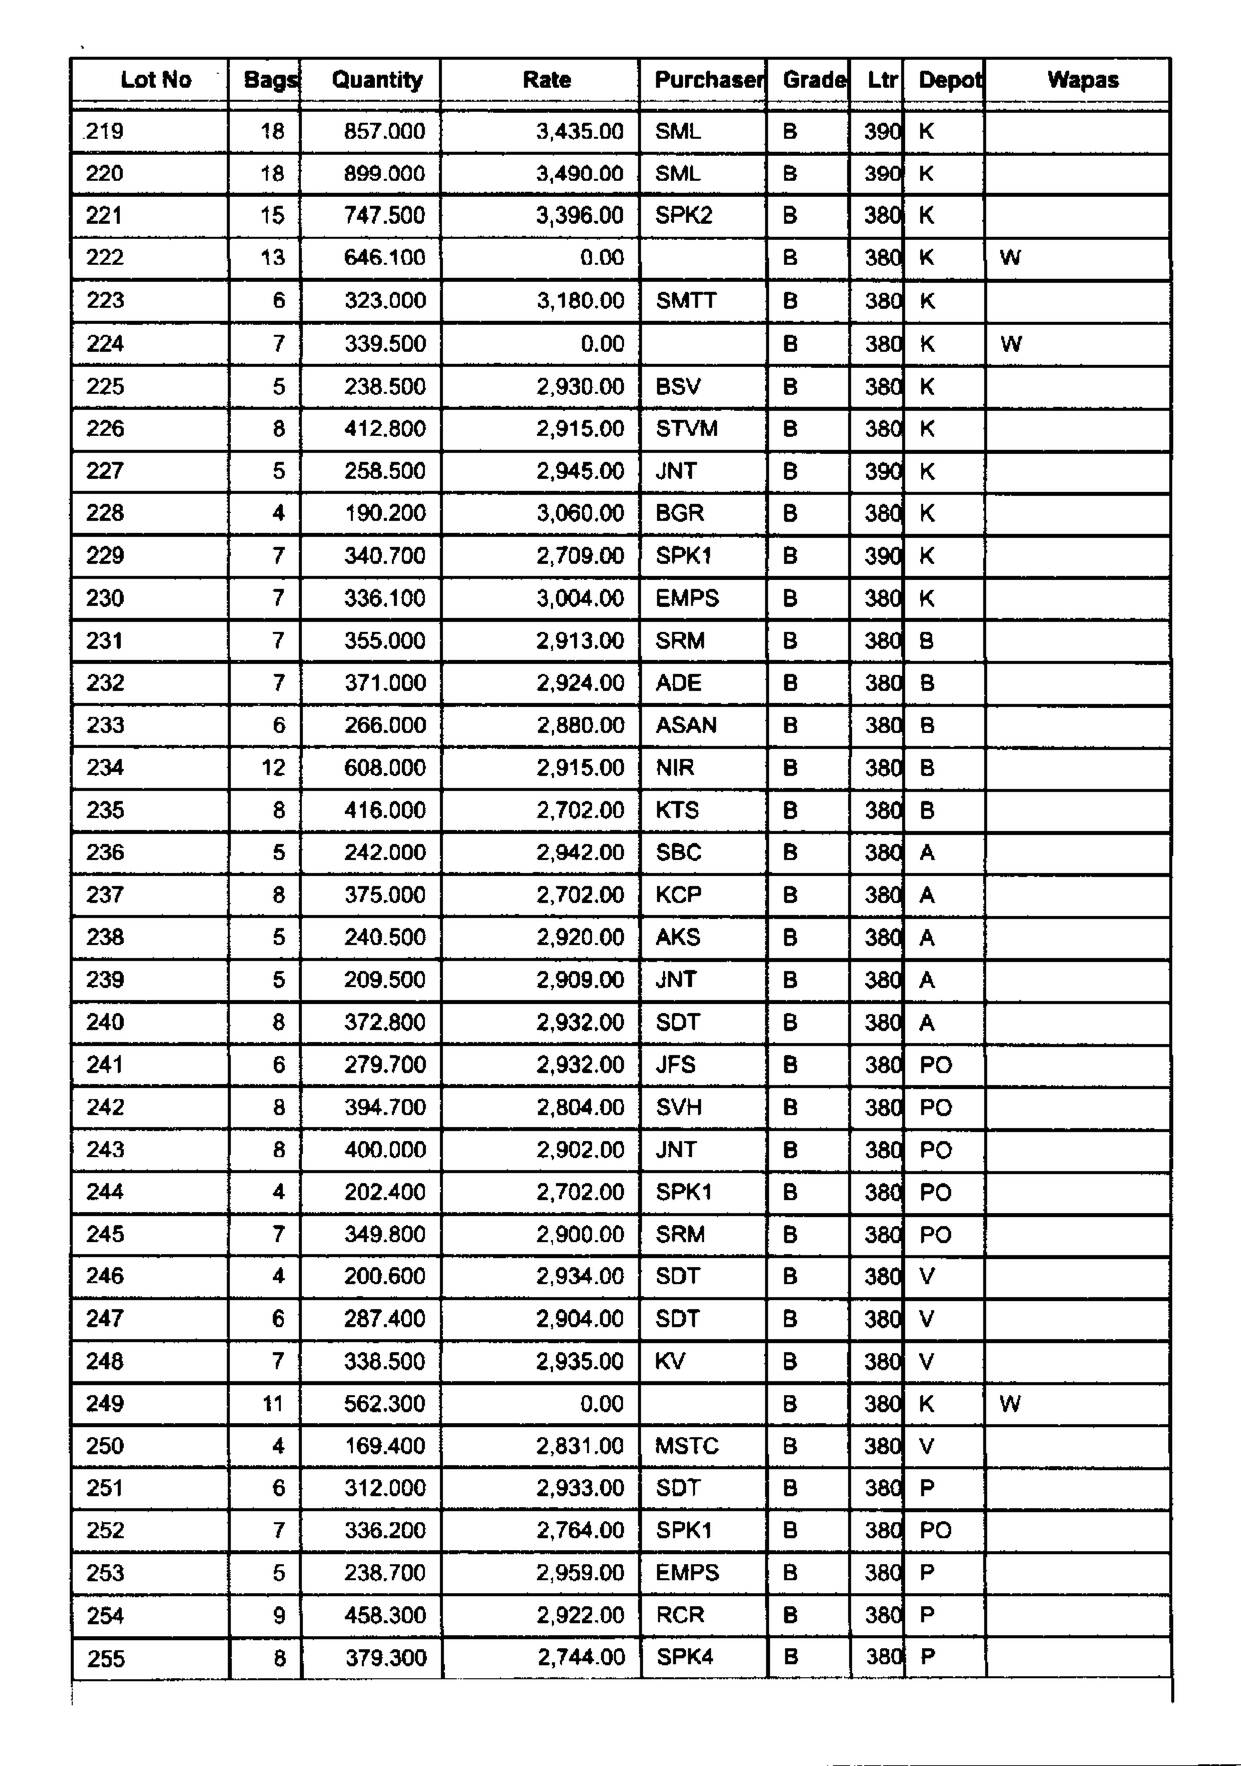 Lot No Bags Quantity Rate Purchaser Grade Ltr Depot Wapas
219 18 857.000 3,435.00 SML B 390 K
220 18 899.000 3,490.00 SML B 390 K
221 15 747.500 3,396.00 SPK2 B 380 K
222 13 646.100 0.00 B 380 K W
223 6 323.000 3,180.00 SMTT B 380 K
224 7 339.500 0.00 B 380 K W
225 5 238.500 2,930.00 BSV B 380 K
226 8 412.800 2,915.00 STVM B 380 K
227 5 258.500 2,945.00 JNT B 390 K
228 4 190.200 3,060.00 BGR B 380 K
229 7 340.700 2,709.00 SPK1 B 390 K
230 7 336.100 3,004.00 EMPS B 380 K
231 7 355.000 2,913.00 SRM B 380 B
232 7 371.000 2,924.00 ADE B 380 B
233 6 266.000 2,880.00 ASAN B 380 B
234 12 608.000 2,915.00 NIR B 380 B
235 8 416.000 2,702.00 KTS B 380 B
236 5 242.000 2,942.00 SBC B 380 A
237 8 375.000 2,702.00 KCP B 380 A
238 5 240.500 2,920.00 AKS B 380 A
239 5 209.500 2,909.00 JNT B 380 A
240 8 372.800 2,932.00 SDT B 380 A
241 6 279.700 2,932.00 JFS B 380 PO
242 8 394.700 2,804.00 SVH B 380 PO
243 8 400.000 2,902.00 JNT B 380 PO
244 4 202.400 2,702.00 SPK1 B 380 PO
245 7 349.800 2,900.00 SRM B 380 PO
246 4 200.600 2,934.00 SDT B 380 V
247 6 287.400 2,904.00 SDT B 380 V
248 7 338.500 2,935.00 KV B 380 V
249 11 562.300 0.00 B 380 K W
250 4 169.400 2,831.00 MSTC B 380 V
251 6 312.000 2,933.00 SDT B 380 P
252 7 336.200 2,764.00 SPK1 B 380 PO
253 5 238.700 2,959.00 EMPS B 380 P
254 9 458.300 2,922.00 RCR B 380 P
255 8 379.300 2,744.00 SPK4 B 380 P